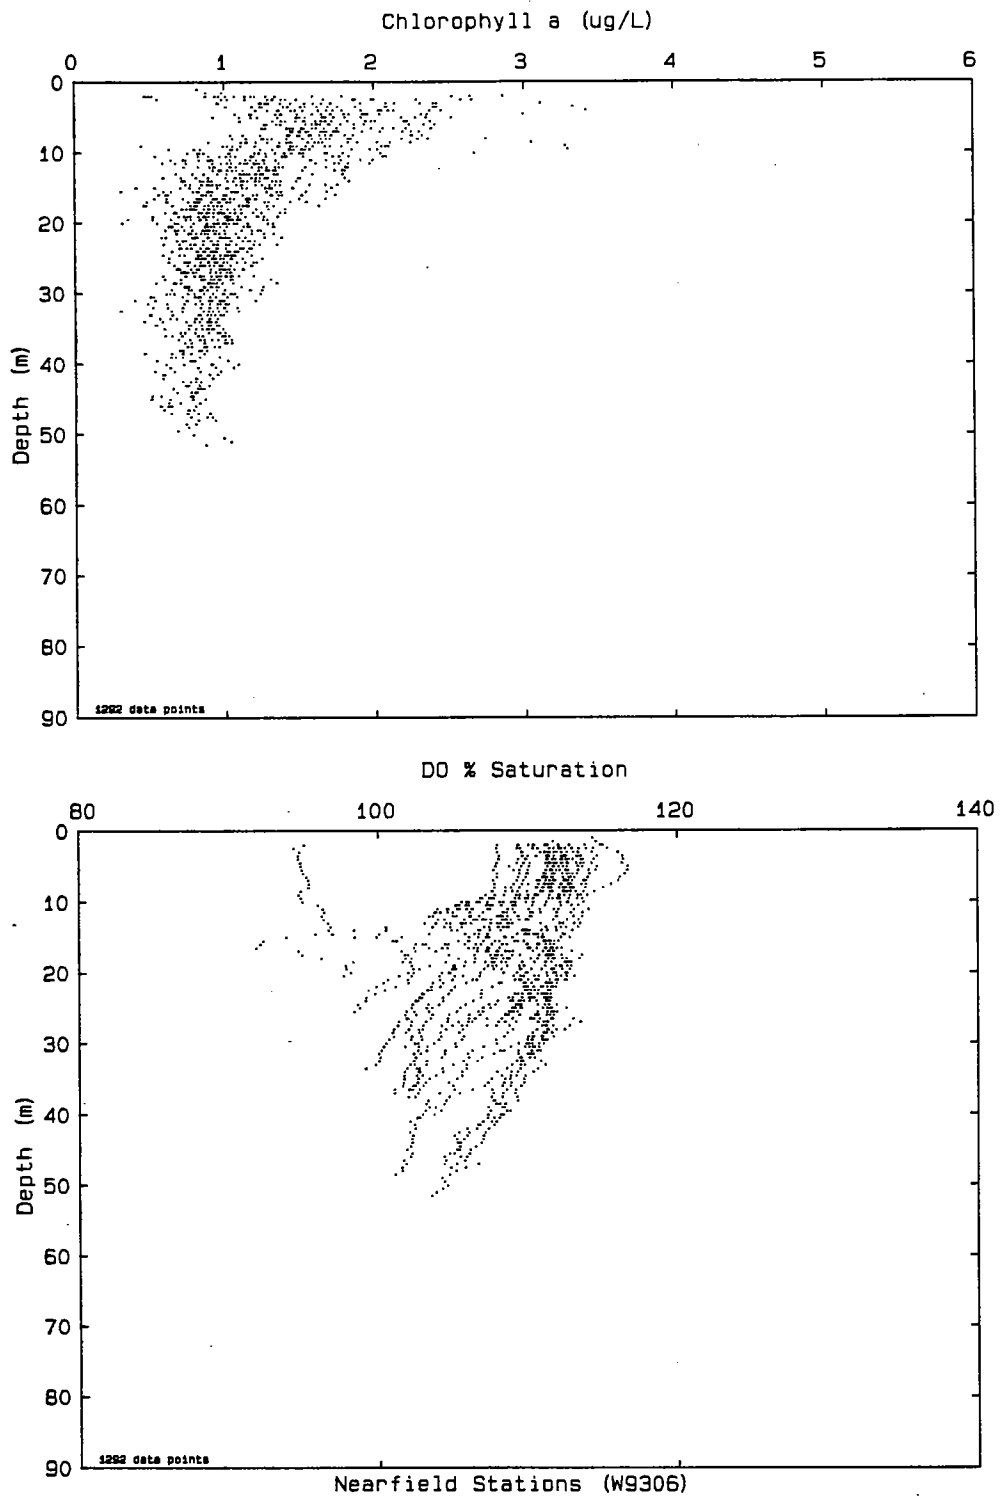 Chlorophyll a (ug/L)
0 1 2 3 4 5 6
0
10
20
30
40
50
60
70
80
90
Depth (m)
1292 data points
DO % Saturation
80 100 120 140
0
10
20
30
40
50
60
70
80
90
Depth (m)
1292 data points
Nearfield Stations (W9306)